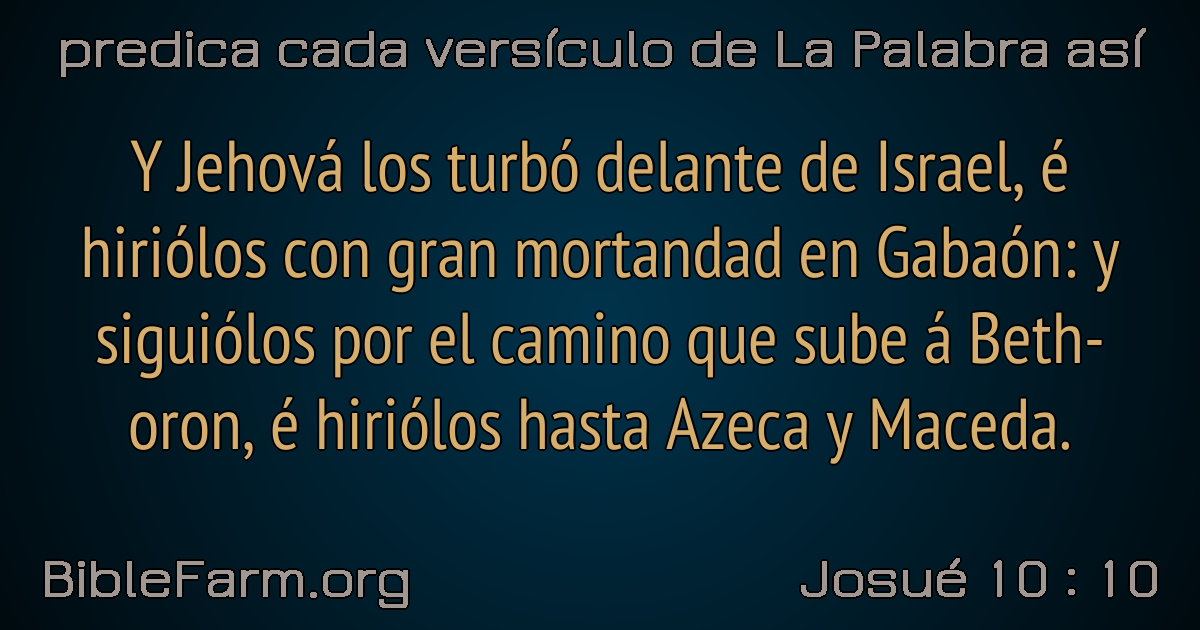 predica cada versículo de La Palabra así
Y Jehová los turbó delante de Israel, é
hiriólos con gran mortandad en Gabaón: y
siguiólos por el camino que sube á Beth-
oron, é hiriólos hasta Azeca y Maceda.
BibleFarm.org
Josué 10 : 10